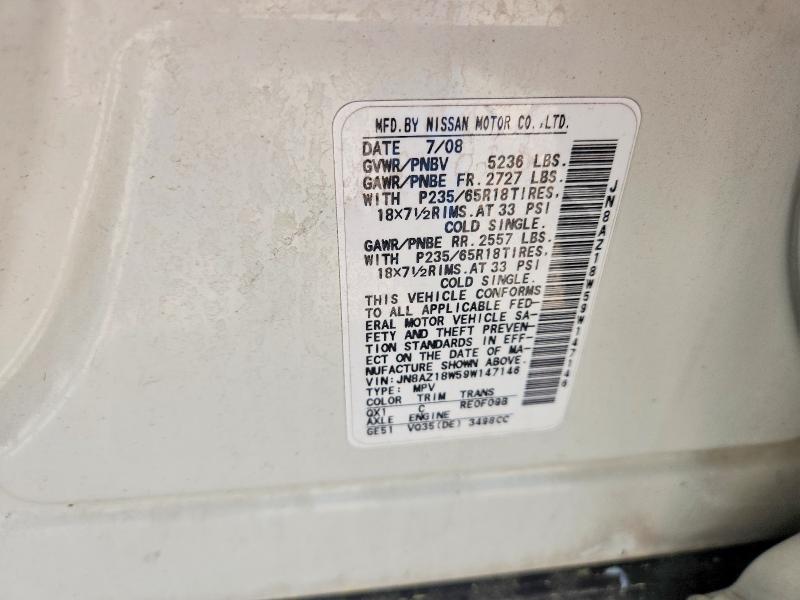 MFD.BY NISSAN MOTOR CO.,LTD.
DATE 7/08
GVWR/PNBV 5236 LBS.
GAWR/PNBE FR. 2727 LBS.
WITH P235/65R18TIRES,
18×7½RIMS.AT 33 PSI
COLD SINGLE.
GAWR/PNBE RR. 2557 LBS.
WITH P235/65R18TIRES,
18×7½RIMS.AT 33 PSI
COLD SINGLE.
THIS VEHICLE CONFORMS
TO ALL APPLICABLE FED-
ERAL MOTOR VEHICLE SA-
FETY AND THEFT PREVEN-
TION STANDARDS IN EFF-
ECT ON THE DATE OF MA-
NUFACTURE SHOWN ABOVE.
VIN: JN8AZ18W59W147146
TYPE: MPV
COLOR TRIM TRANS
QX1 C RE0F09B
AXLE ENGINE
GE51 VQ35(DE) 3498CC
JN8AZ18W59W147146